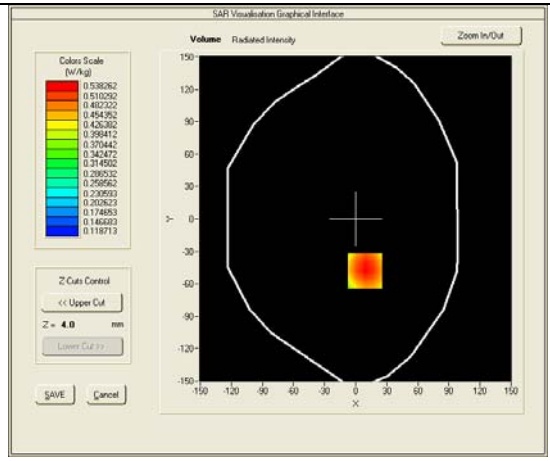 SAR Visualisation Graphical Interface
Volume Radiated Intensity
Zoom In/Out
Colors Scale
(W/kg)
0.538262
0.510292
0.482322
0.454352
0.426382
0.398412
0.370442
0.342472
0.314502
0.286532
0.258562
0.230593
0.202623
0.174653
0.146683
0.118713
Z Cuts Control
<< Upper Cut
Z = 4.0 mm
Lower Cut >>
SAVE Cancel
150
120
90
60
30
0
-30
-60
-90
-120
-150
Y
-150 -120 -90 -60 -30 0 30 60 90 120 150
X